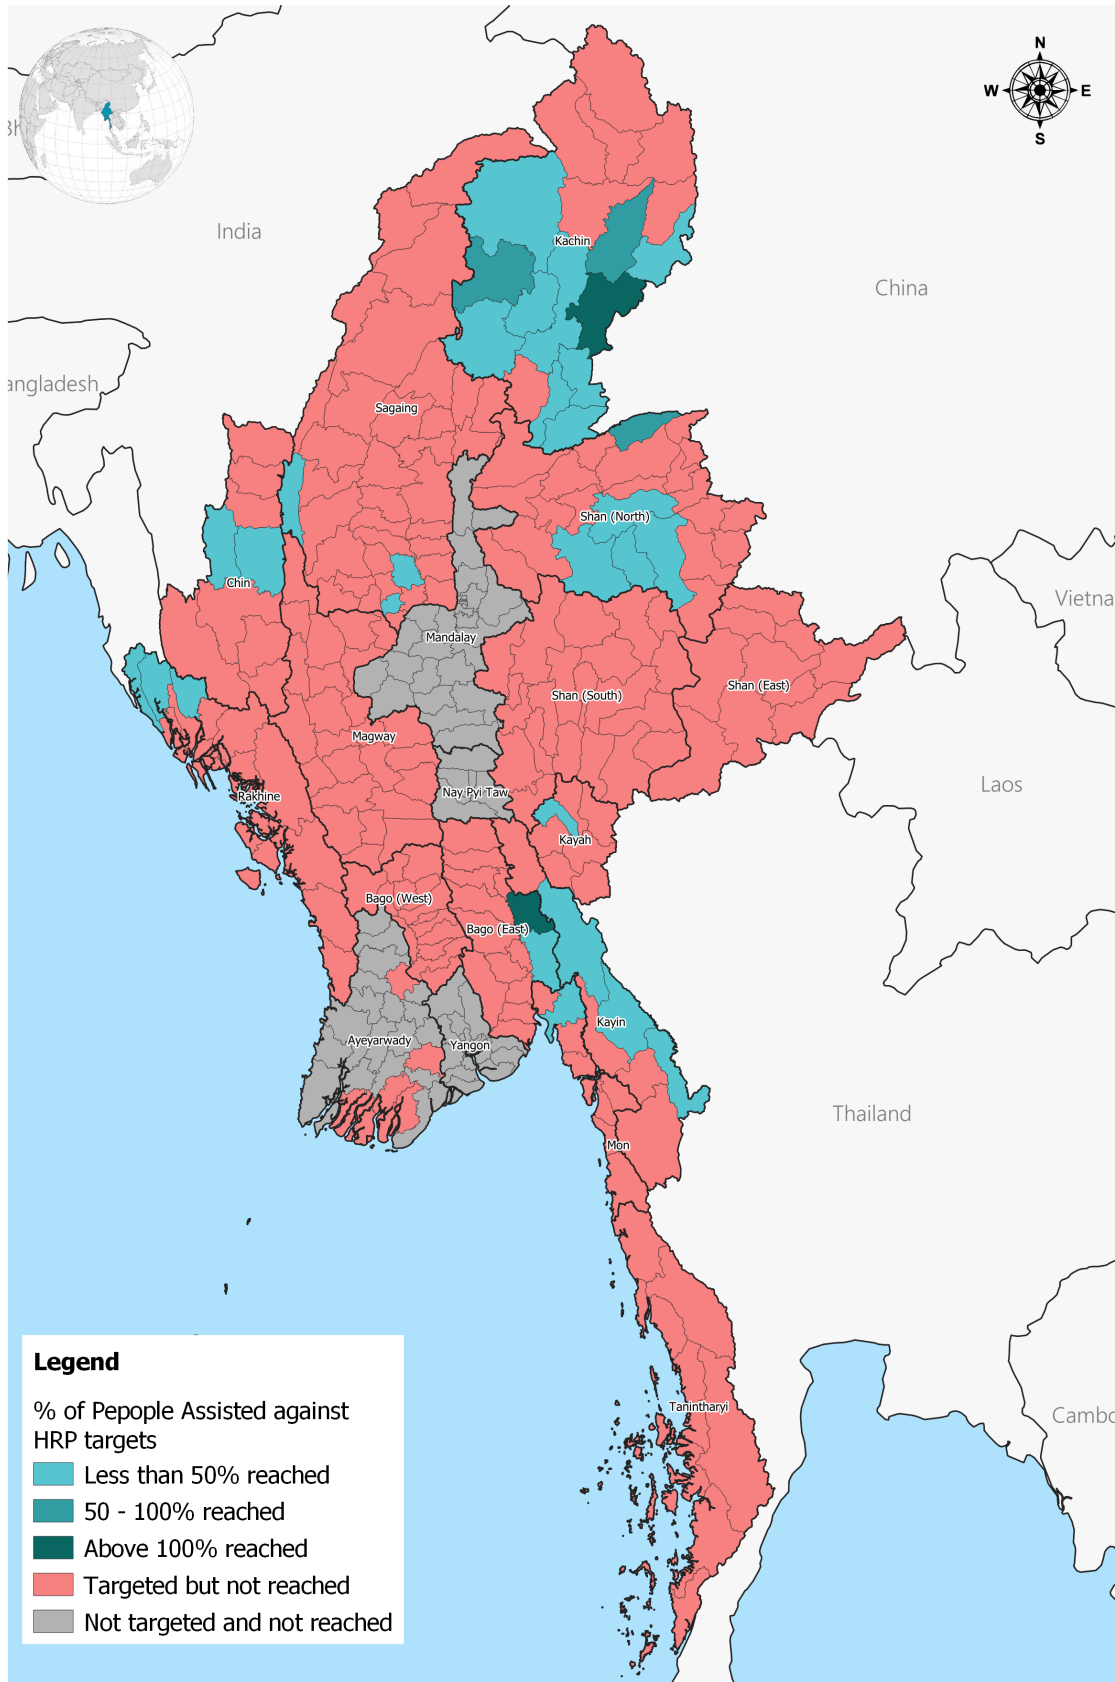 N
W
E
S
India
Kachin
China
angladesh
Sagaing
Shan (North)
Chin
Vietna
Mandalay
Shan (East)
Shan (South)
Magway
Laos
Nay Pyi Taw
Rakhine
Kayah
Bago (West)
Bago (East)
Kayin
Ayeyarwady
Yangon
Thailand
Mon
Tanintharyi
Cambo
Legend
% of Pepople Assisted against
HRP targets
Less than 50% reached
50 - 100% reached
Above 100% reached
Targeted but not reached
Not targeted and not reached